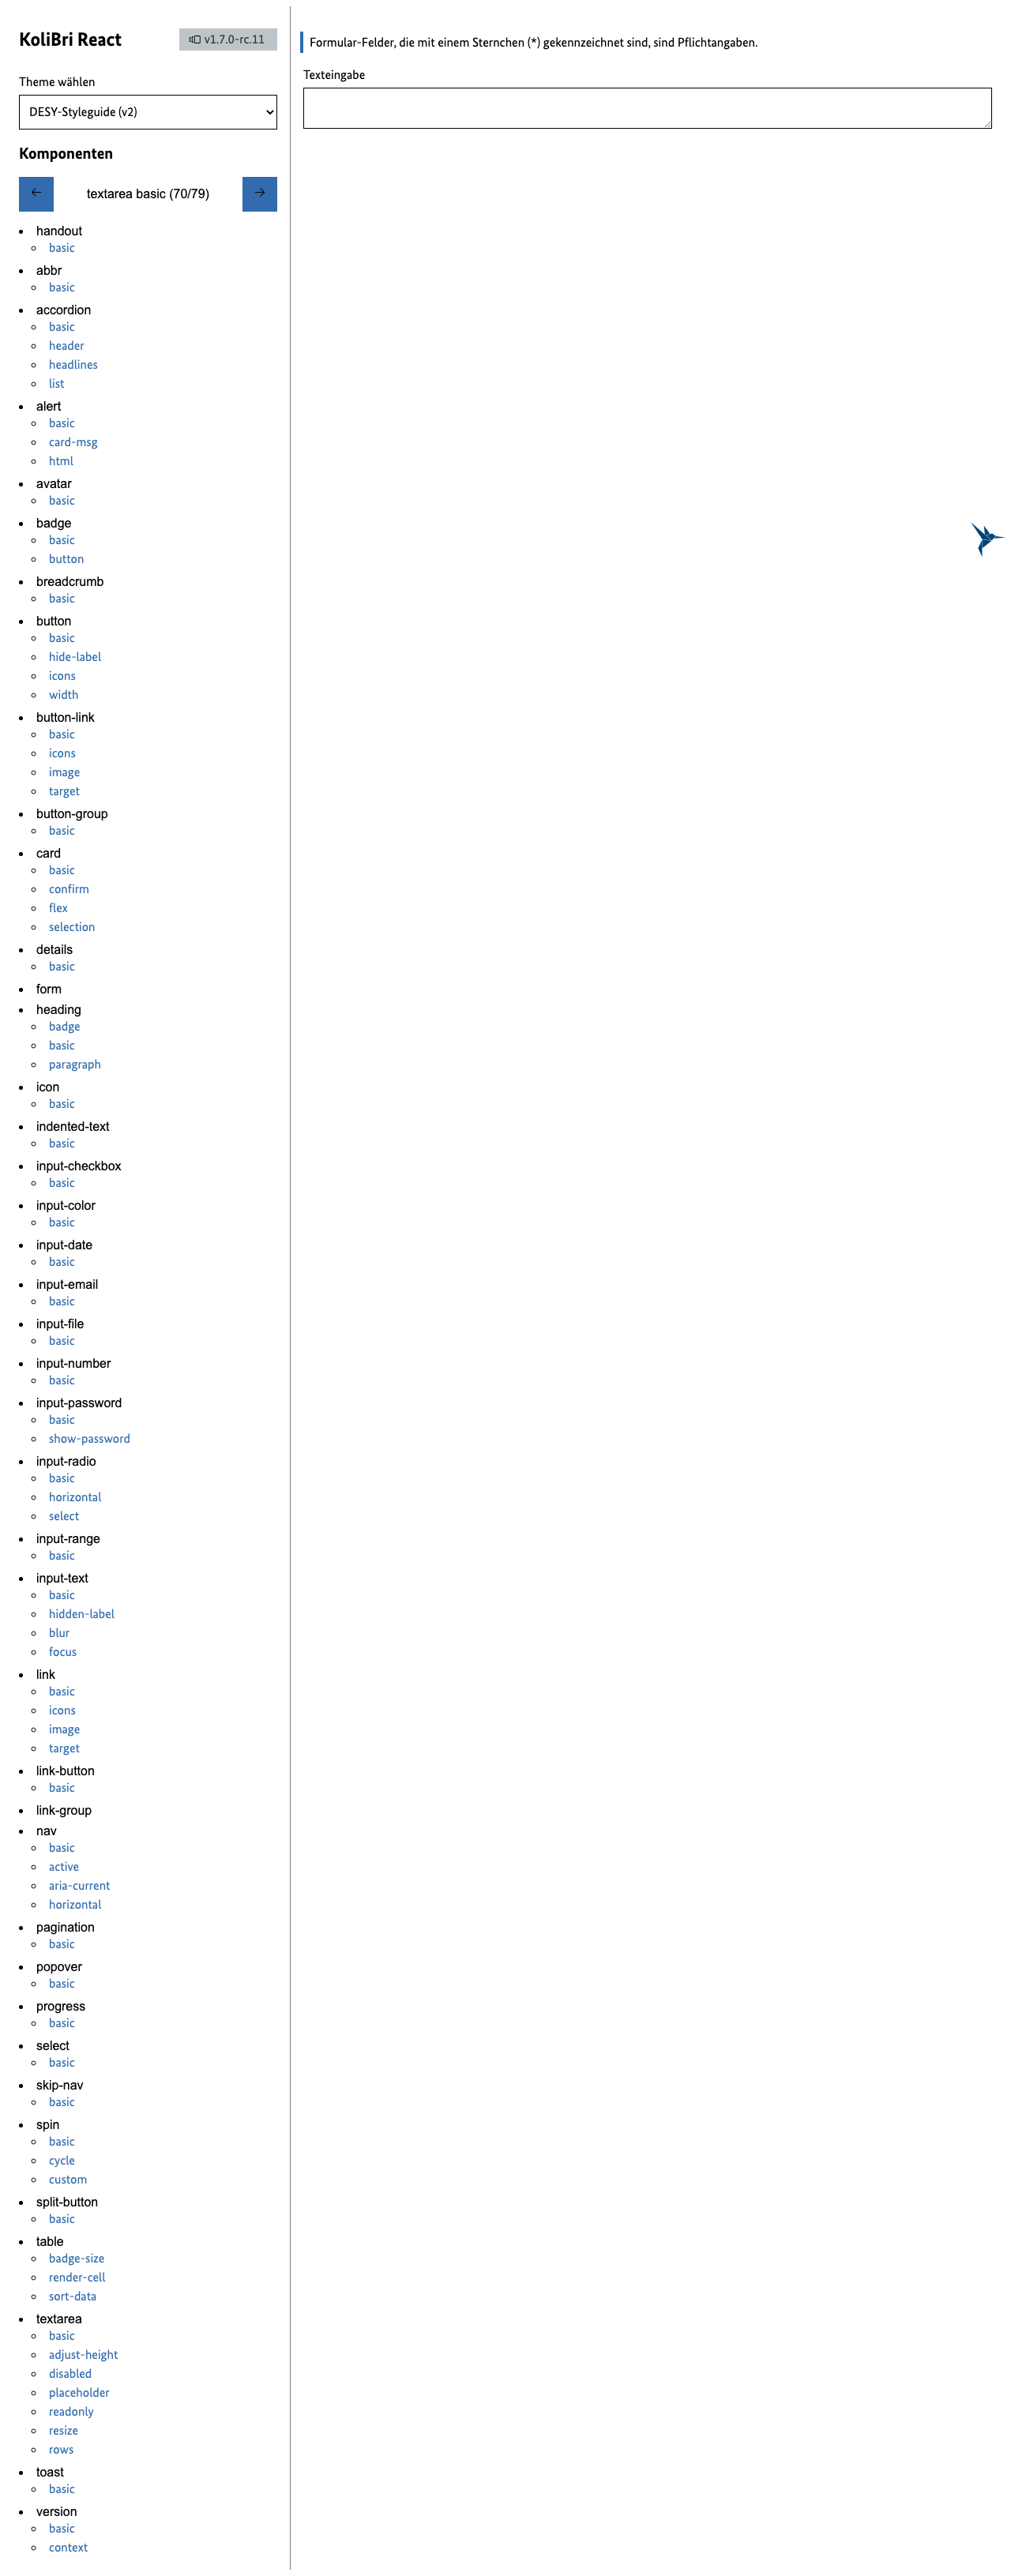 KoliBri React
v1.7.0-rc.11
Theme wählen
DESY-Styleguide (v2)
Komponenten
textarea basic (70/79)
handout
basic
abbr
basic
accordion
basic
header
headlines
list
alert
basic
card-msg
html
avatar
basic
badge
basic
button
breadcrumb
basic
button
basic
hide-label
icons
width
button-link
basic
icons
image
target
button-group
basic
card
basic
confirm
flex
selection
details
basic
form
heading
badge
basic
paragraph
icon
basic
indented-text
basic
input-checkbox
basic
input-color
basic
input-date
basic
input-email
basic
input-file
basic
input-number
basic
input-password
basic
show-password
input-radio
basic
horizontal
select
input-range
basic
input-text
basic
hidden-label
blur
focus
link
basic
icons
image
target
link-button
basic
link-group
nav
basic
active
aria-current
horizontal
pagination
basic
popover
basic
progress
basic
select
basic
skip-nav
basic
spin
basic
cycle
custom
split-button
basic
table
badge-size
render-cell
sort-data
textarea
basic
adjust-height
disabled
placeholder
readonly
resize
rows
toast
basic
version
basic
context
Formular-Felder, die mit einem Sternchen (*) gekennzeichnet sind, sind Pflichtangaben.
Texteingabe